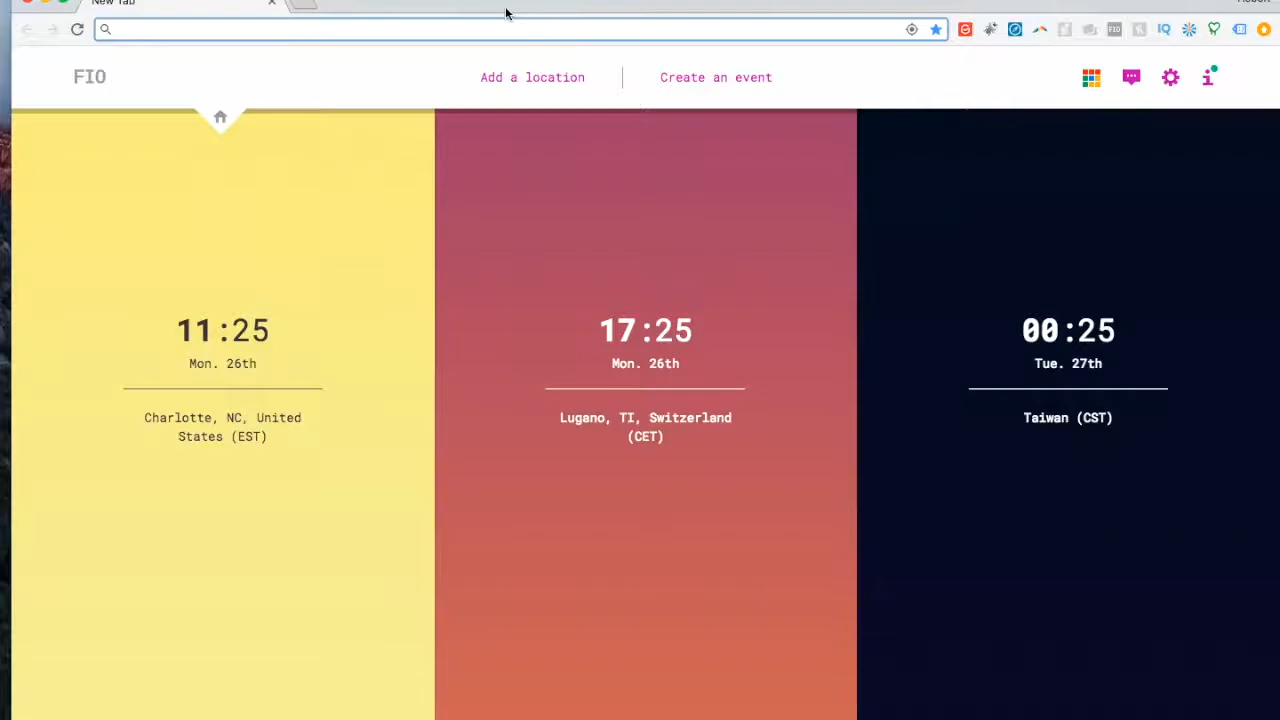 New Tab
FIO
Add a location
Create an event
11:25
Mon. 26th
Charlotte, NC, United
States (EST)
17:25
Mon. 26th
Lugano, TI, Switzerland
(CET)
00:25
Tue. 27th
Taiwan (CST)